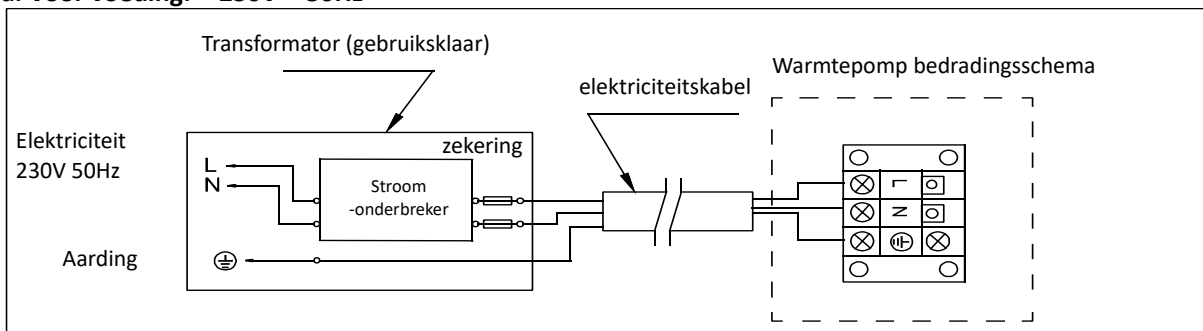 Transformator (gebruiksklaar)
Warmtepomp bedradingsschema
elektriciteitskabel
Elektriciteit
230V 50Hz
zekering
L
N
Stroom
-onderbreker
L
N
Aarding